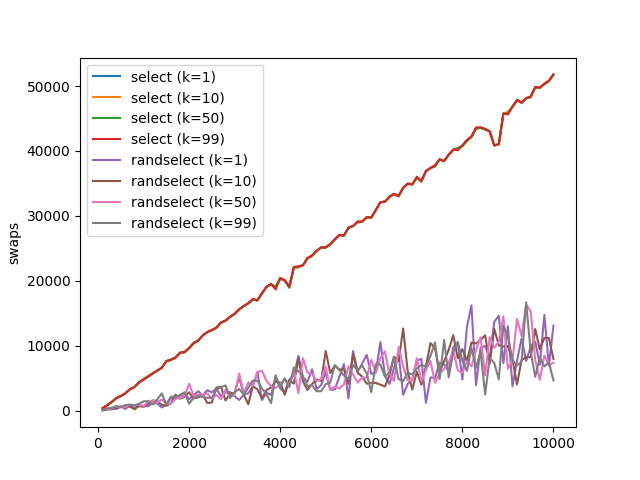 select (k=1)
select (k=10)
select (k=50)
select (k=99)
randselect (k=1)
randselect (k=10)
randselect (k=50)
randselect (k=99)
swaps
50000
40000
30000
20000
10000
0
0 2000 4000 6000 8000 10000